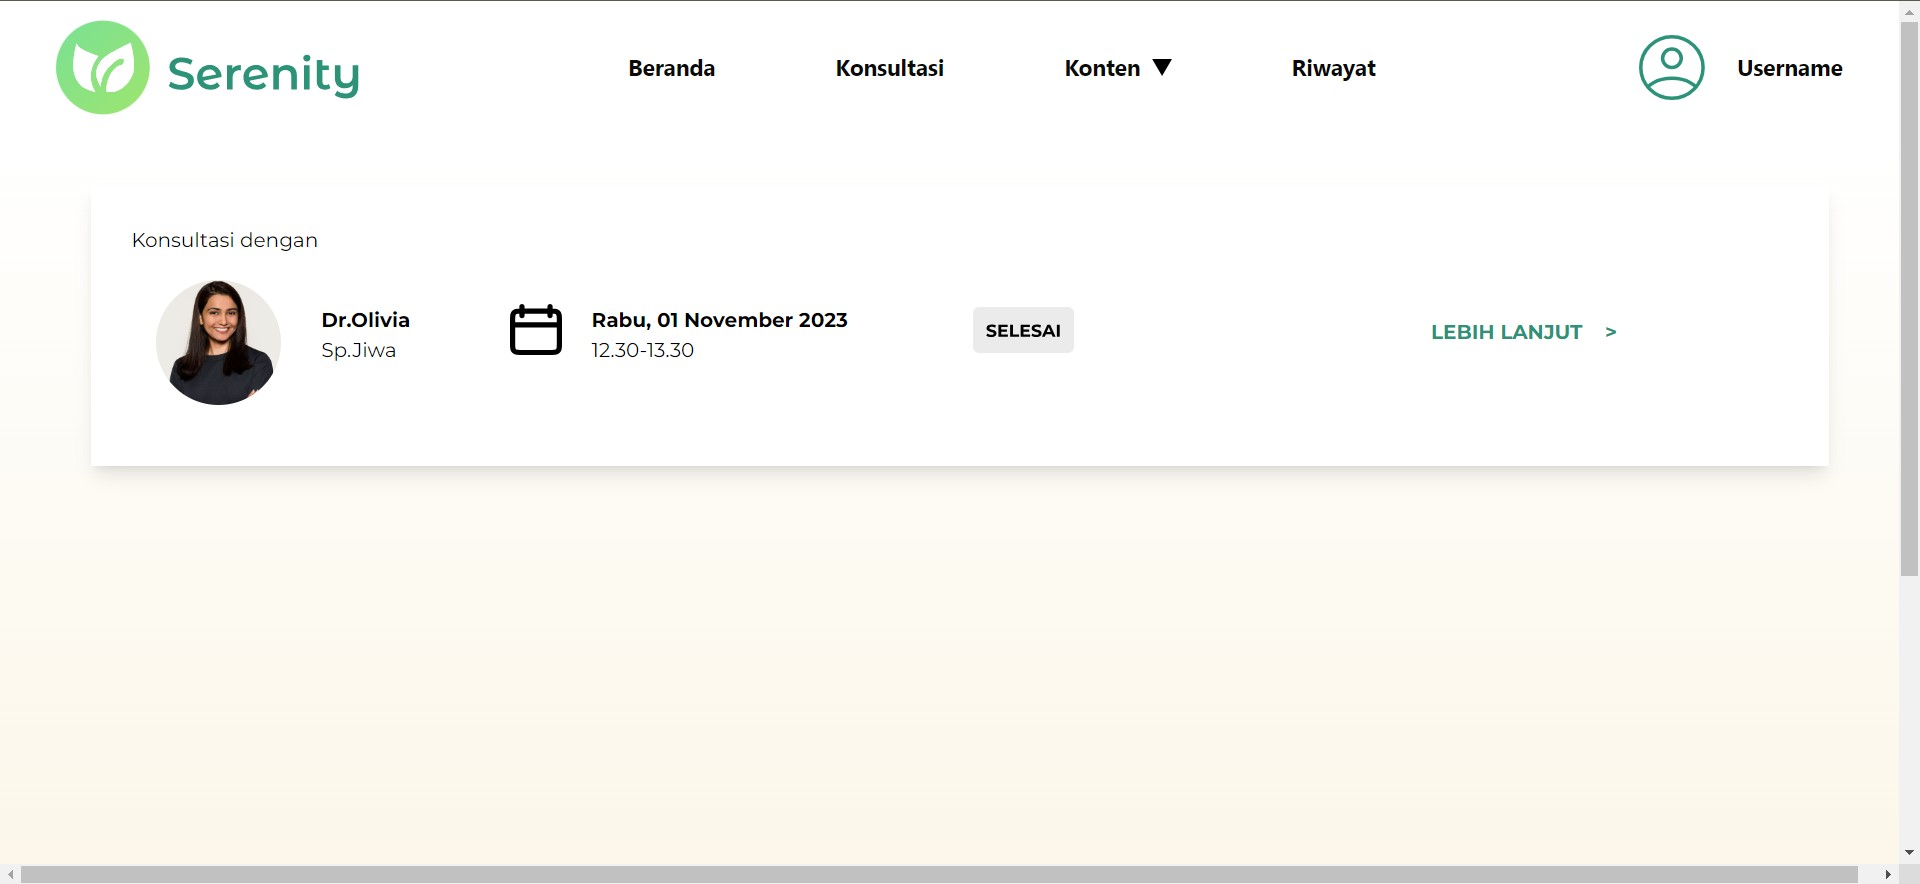 Serenity
Beranda
Konsultasi
Konten ▼
Riwayat
Username
Konsultasi dengan
Dr.Olivia
Sp.Jiwa
Rabu, 01 November 2023
12.30-13.30
SELESAI
LEBIH LANJUT >